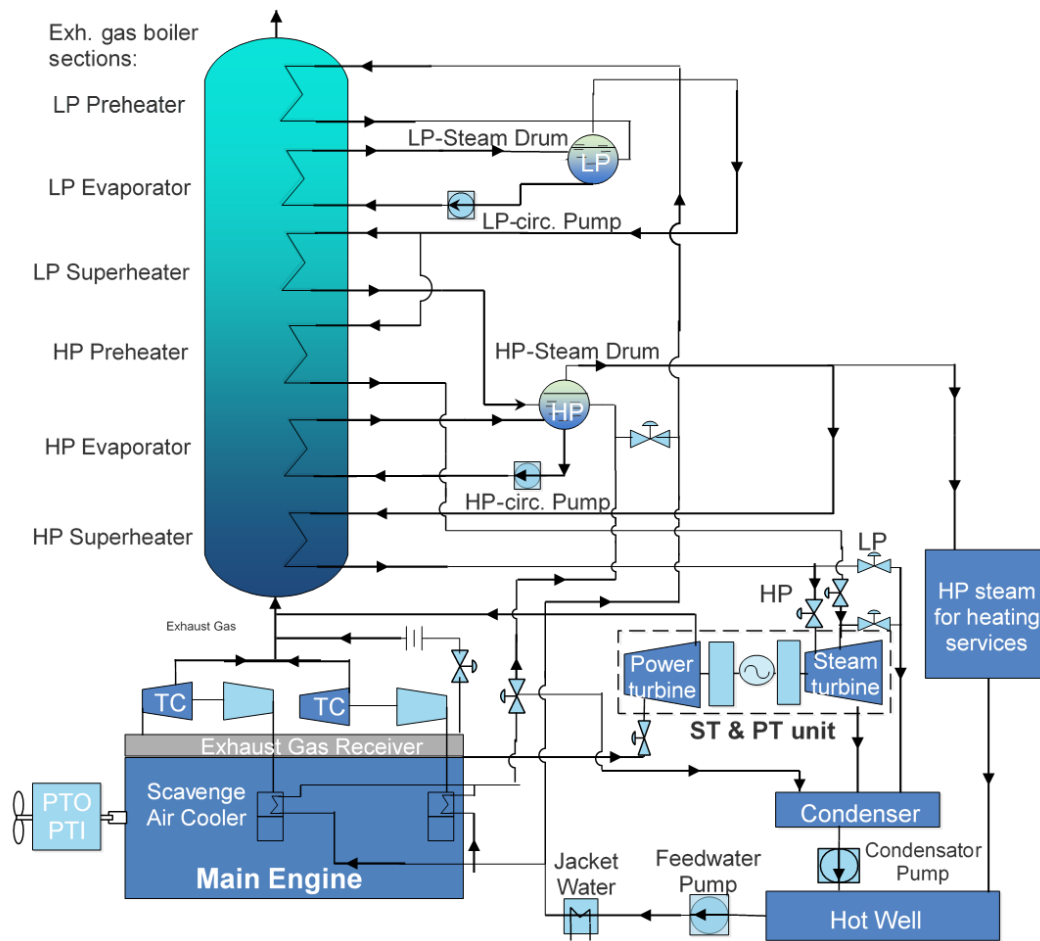 Exh. gas boiler
sections:
LP Preheater
LP-Steam Drum
LP
LP Evaporator
LP-circ. Pump
LP Superheater
HP Preheater
HP-Steam Drum
HP
HP Evaporator
HP-circ. Pump
HP Superheater
LP
HP
HP steam
for heating
services
Exhaust Gas
Power
turbine
Steam
turbine
TC
TC
ST & PT unit
Exhaust Gas Receiver
Scavenge
Air Cooler
PTO
PTI
Main Engine
Condenser
Condensator
Pump
Jacket
Water
Feedwater
Pump
Hot Well